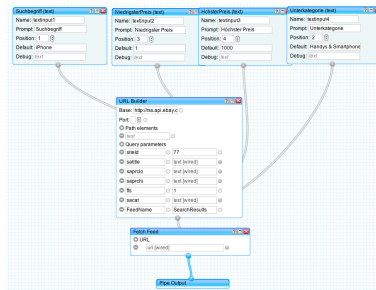 Suchbegriff (text)
Name: textinput1
Prompt: Suchbegriff
Position: 1
Default: iPhone
Debug: text
NiedrigsterPreis (text)
Name: textinput2
Prompt: Niedrigster Preis
Position: 3
Default: 1
Debug: text
HöchsterPreis (text)
Name: textinput3
Prompt: Höchster Preis
Position: 4
Default: 1000
Debug: text
Unterkategorie (text)
Name: textinput4
Prompt: Unterkategorie
Position: 2
Default: Handys & Smartphone
Debug: text
URL Builder
Base: http://rss.api.ebay.c
Port:
Path elements
text
Query parameters
siteId 77
satitle text [wired]
saprclo text [wired]
saprchi text [wired]
fts 1
sacat text [wired]
FeedName SearchResults
Fetch Feed
URL
url [wired]
Pipe Output